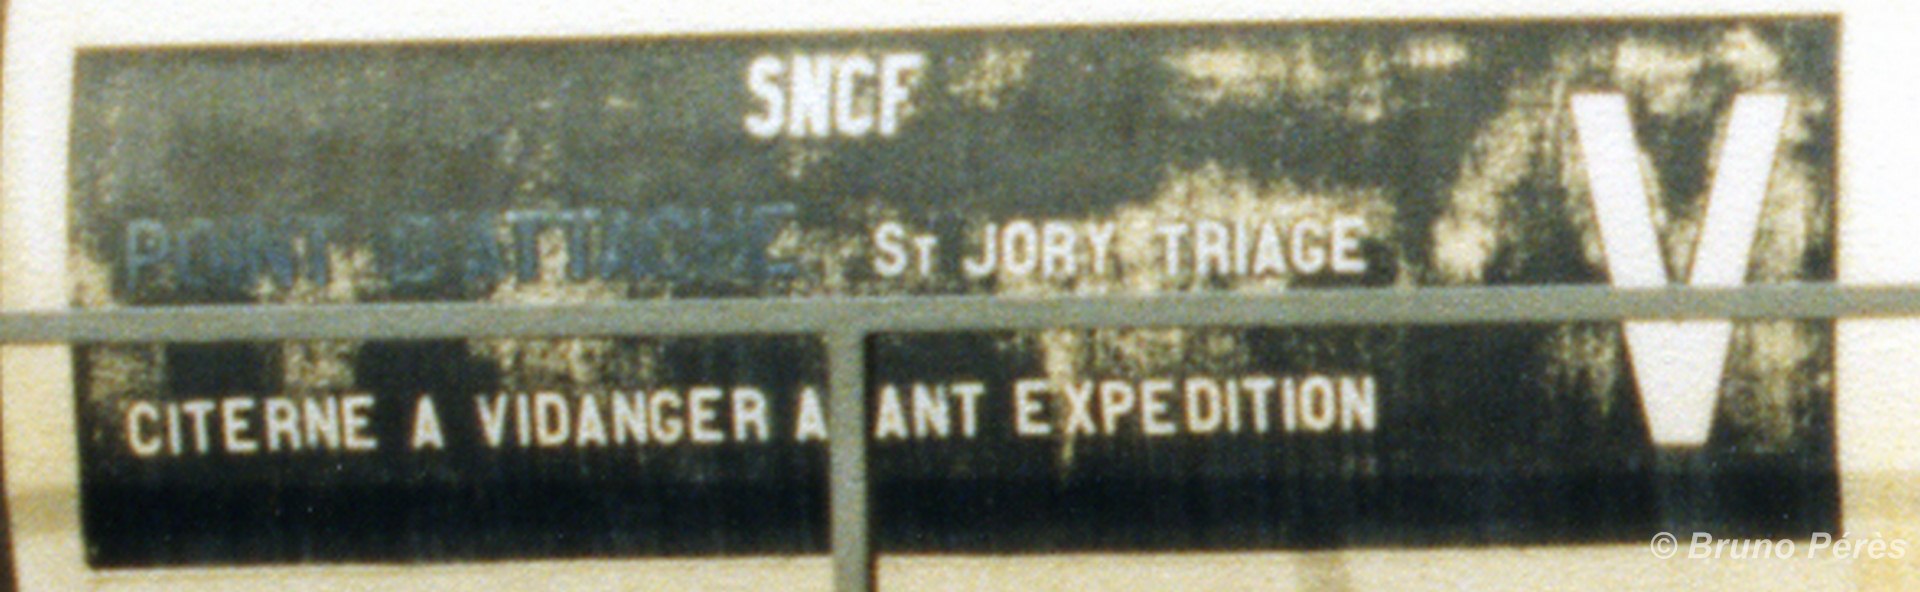 SNCF
POINT D'ATTACHE ST JORY TRIAGE
V
CITERNE A VIDANGER A ANT EXPEDITION
© Bruno Pérès